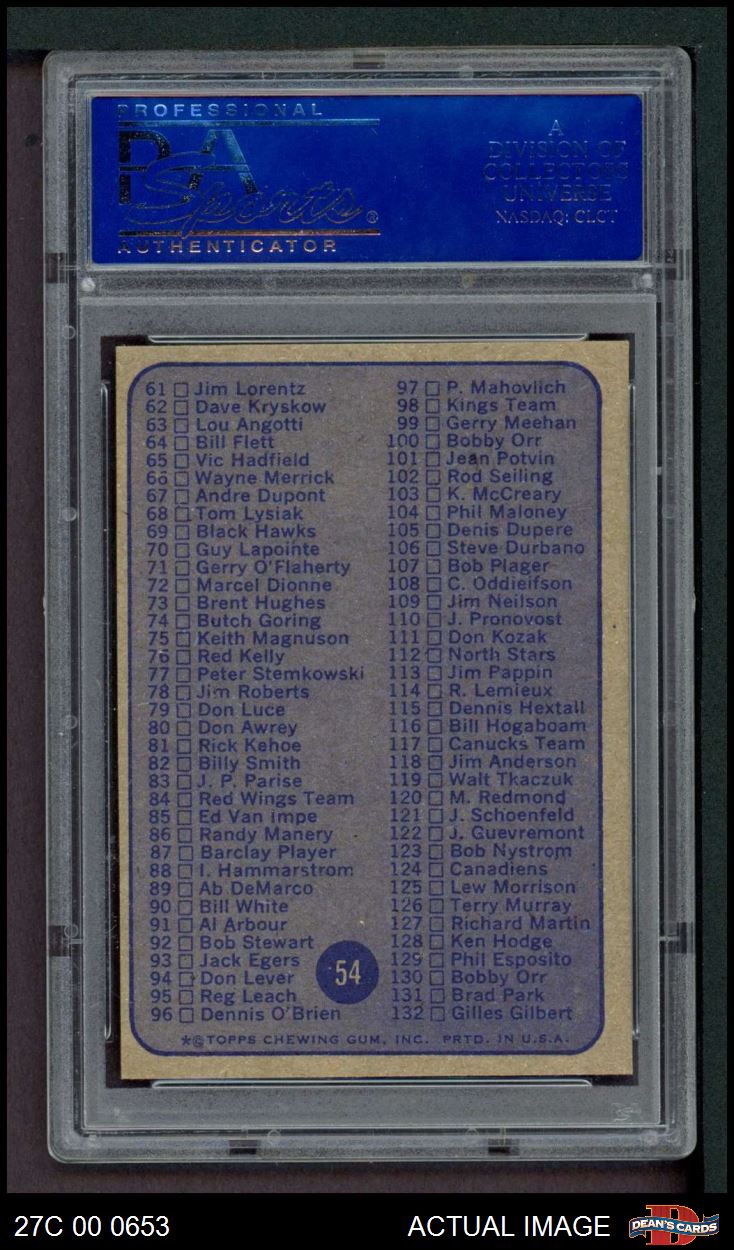 PROFESSIONAL
PSA
Sports®
AUTHENTICATOR
A
DIVISION OF
COLLECTORS
UNIVERSE
NASDAQ: CLCT
61 Jim Lorentz
62 Dave Kryskow
63 Lou Angotti
64 Bill Flett
65 Vic Hadfield
66 Wayne Merrick
67 Andre Dupont
68 Tom Lysiak
69 Black Hawks
70 Guy Lapointe
71 Gerry O'Flaherty
72 Marcel Dionne
73 Brent Hughes
74 Butch Goring
75 Keith Magnuson
76 Red Kelly
77 Peter Stemkowski
78 Jim Roberts
79 Don Luce
80 Don Awrey
81 Rick Kehoe
82 Billy Smith
83 J. P. Parise
84 Red Wings Team
85 Ed Van impe
86 Randy Manery
87 Barclay Player
88 I. Hammarstrom
89 Ab DeMarco
90 Bill White
91 Al Arbour
92 Bob Stewart
93 Jack Egers
94 Don Lever
95 Reg Leach
96 Dennis O'Brien
97 P. Mahovlich
98 Kings Team
99 Gerry Meehan
100 Bobby Orr
101 Jean Potvin
102 Rod Seiling
103 K. McCreary
104 Phil Maloney
105 Denis Dupere
106 Steve Durbano
107 Bob Plager
108 C. Oddleifson
109 Jim Neilson
110 J. Pronovost
111 Don Kozak
112 North Stars
113 Jim Pappin
114 R. Lemieux
115 Dennis Hextall
116 Bill Hogaboam
117 Canucks Team
118 Jim Anderson
119 Walt Tkaczuk
120 M. Redmond
121 J. Schoenfeld
122 J. Guevremont
123 Bob Nystrom
124 Canadiens
125 Lew Morrison
126 Terry Murray
127 Richard Martin
128 Ken Hodge
129 Phil Esposito
130 Bobby Orr
131 Brad Park
132 Gilles Gilbert
54
*©TOPPS CHEWING GUM, INC. PRTD. IN U.S.A.
27C 00 0653
ACTUAL IMAGE
DEAN'S CARDS